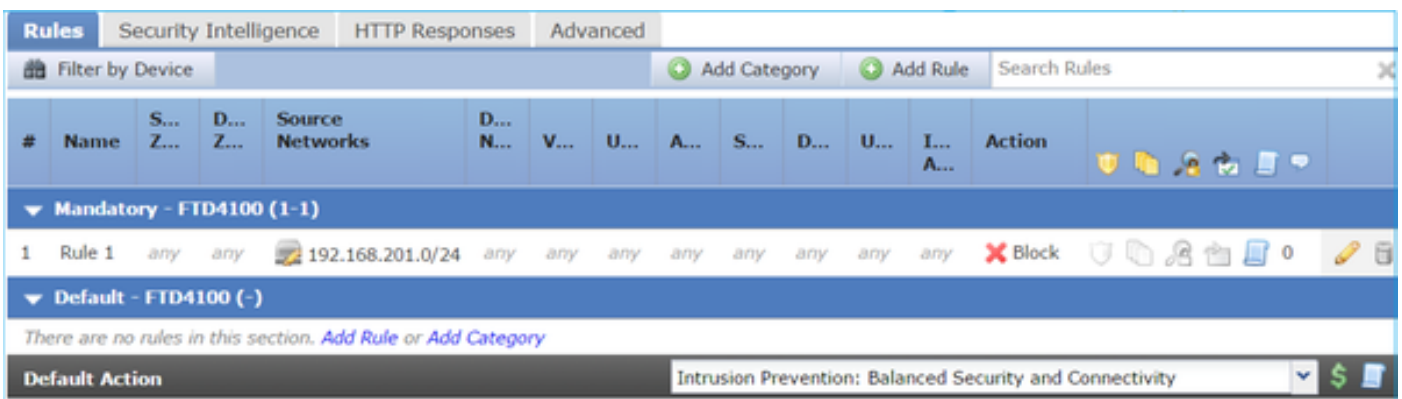 Rules Security Intelligence HTTP Responses Advanced
Filter by Device Add Category Add Rule Search Rules
# Name S... Z... D... Z... Source Networks D... N... V... U... A... S... D... U... I... A... Action
Mandatory - FTD4100 (1-1)
1 Rule 1 any any 192.168.201.0/24 any any any any any any any any Block 0
Default - FTD4100 (-)
There are no rules in this section. Add Rule or Add Category
Default Action Intrusion Prevention: Balanced Security and Connectivity $